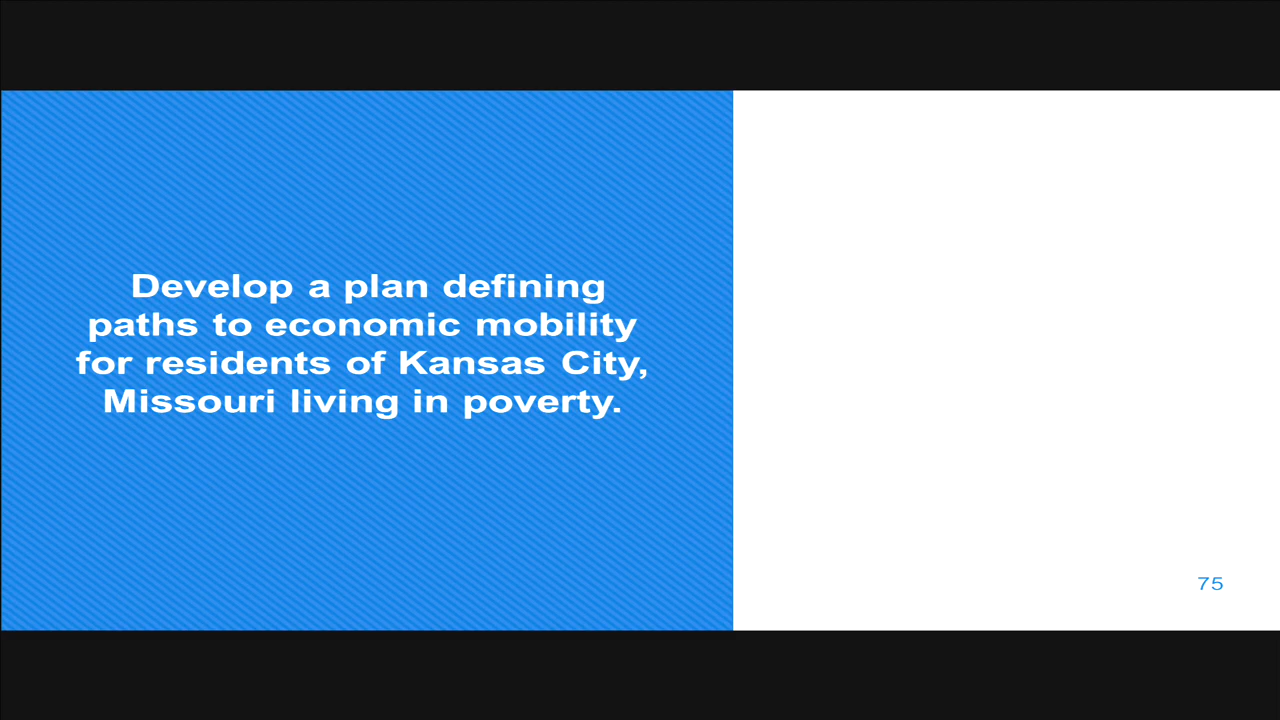 Develop a plan defining
paths to economic mobility
for residents of Kansas City,
Missouri living in poverty.
75